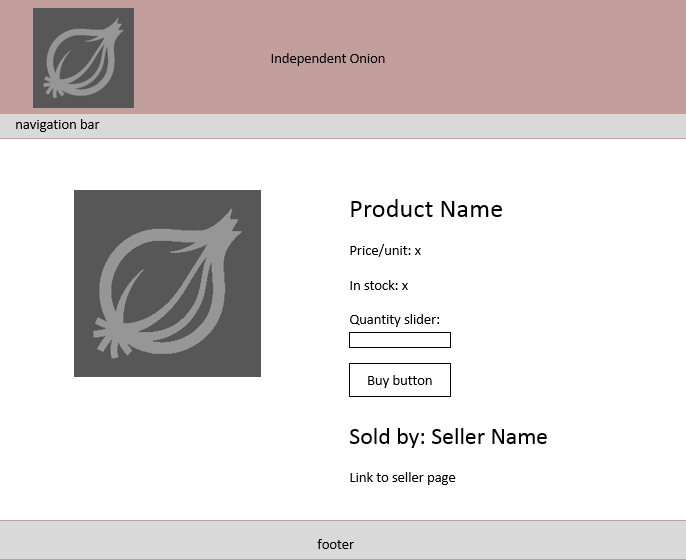 Independent Onion
navigation bar
Product Name
Price/unit: x
In stock: x
Quantity slider:
Buy button
Sold by: Seller Name
Link to seller page
footer